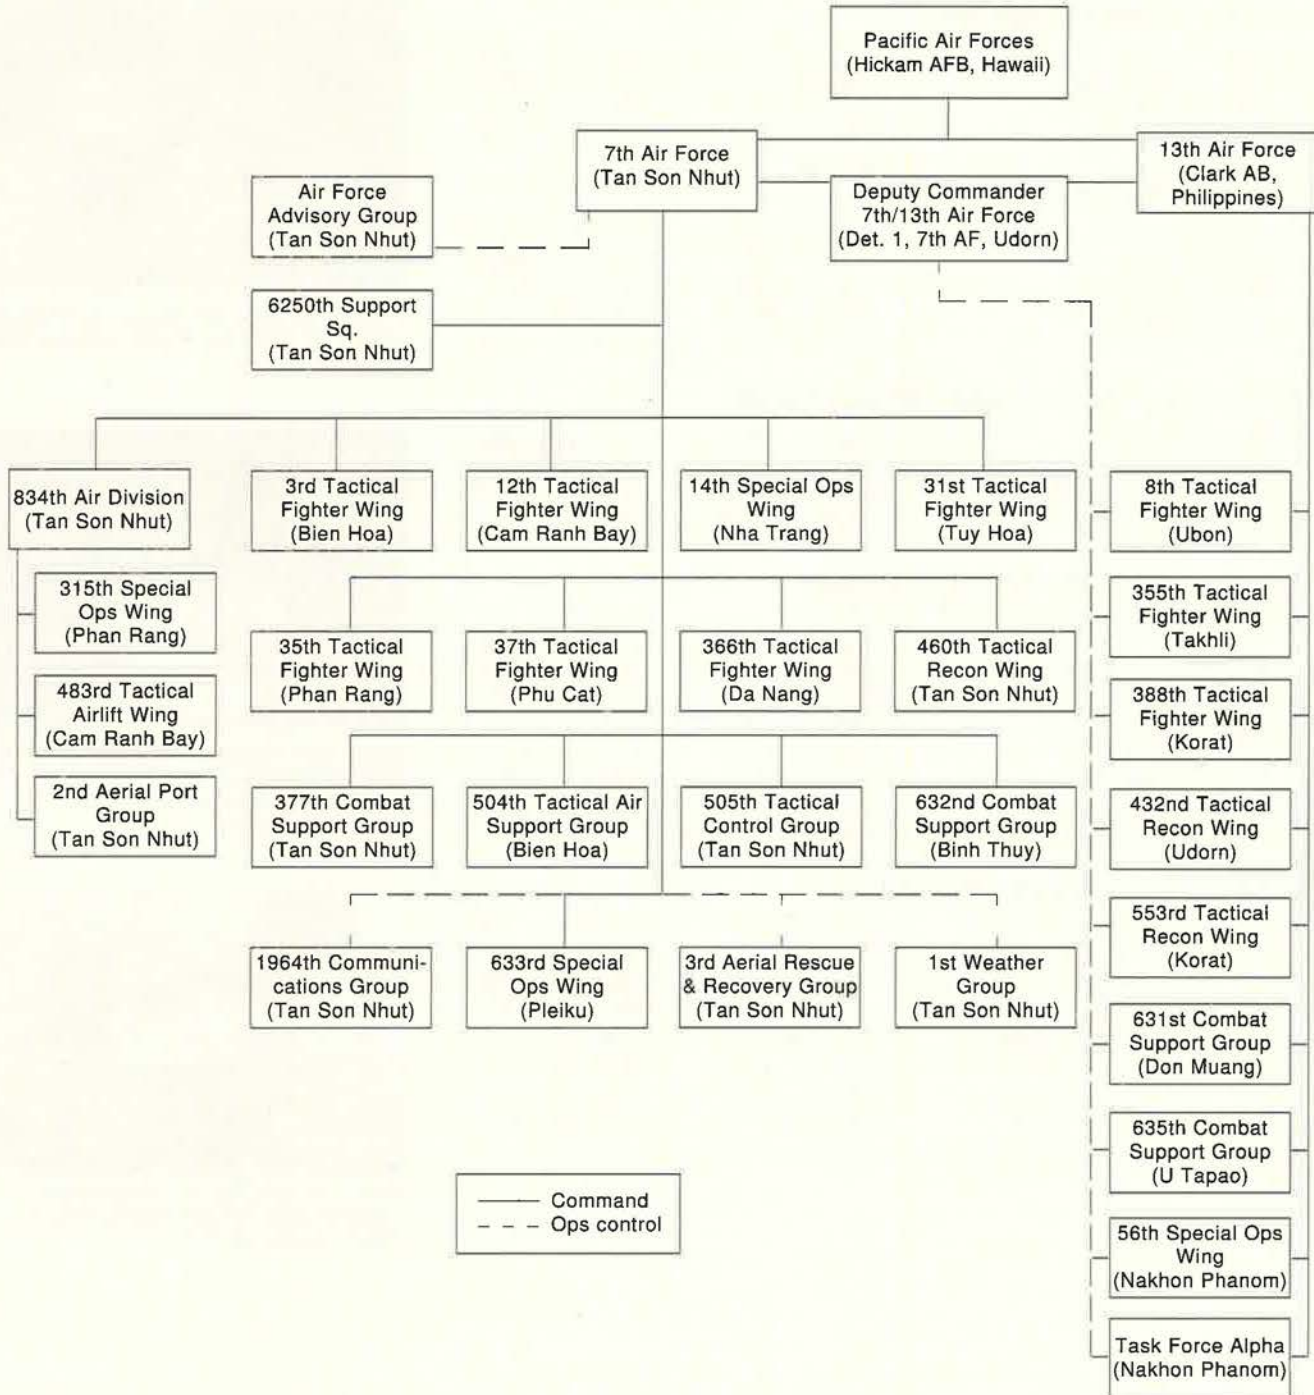 Pacific Air Forces
(Hickam AFB, Hawaii)
7th Air Force
(Tan Son Nhut)
13th Air Force
(Clark AB,
Philippines)
Air Force
Advisory Group
(Tan Son Nhut)
Deputy Commander
7th/13th Air Force
(Det. 1, 7th AF, Udorn)
6250th Support
Sq.
(Tan Son Nhut)
834th Air Division
(Tan Son Nhut)
3rd Tactical
Fighter Wing
(Bien Hoa)
12th Tactical
Fighter Wing
(Cam Ranh Bay)
14th Special Ops
Wing
(Nha Trang)
31st Tactical
Fighter Wing
(Tuy Hoa)
8th Tactical
Fighter Wing
(Ubon)
315th Special
Ops Wing
(Phan Rang)
355th Tactical
Fighter Wing
(Takhli)
35th Tactical
Fighter Wing
(Phan Rang)
37th Tactical
Fighter Wing
(Phu Cat)
366th Tactical
Fighter Wing
(Da Nang)
460th Tactical
Recon Wing
(Tan Son Nhut)
483rd Tactical
Airlift Wing
(Cam Ranh Bay)
388th Tactical
Fighter Wing
(Korat)
2nd Aerial Port
Group
(Tan Son Nhut)
377th Combat
Support Group
(Tan Son Nhut)
504th Tactical Air
Support Group
(Bien Hoa)
505th Tactical
Control Group
(Tan Son Nhut)
632nd Combat
Support Group
(Binh Thuy)
432nd Tactical
Recon Wing
(Udorn)
553rd Tactical
Recon Wing
(Korat)
1964th Communi-
cations Group
(Tan Son Nhut)
633rd Special
Ops Wing
(Pleiku)
3rd Aerial Rescue
& Recovery Group
(Tan Son Nhut)
1st Weather
Group
(Tan Son Nhut)
631st Combat
Support Group
(Don Muang)
635th Combat
Support Group
(U Tapao)
Command
Ops control
56th Special Ops
Wing
(Nakhon Phanom)
Task Force Alpha
(Nakhon Phanom)